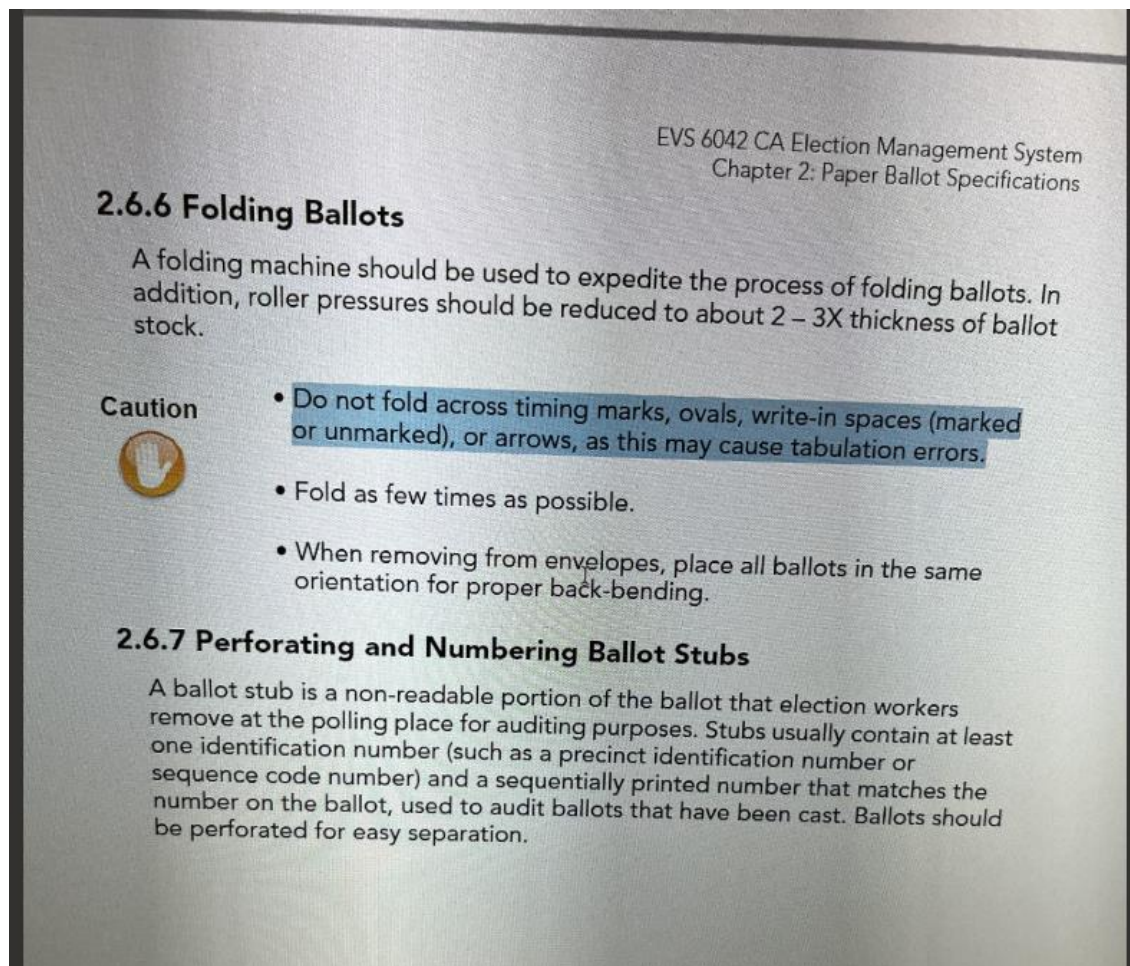 EVS 6042 CA Election Management System
Chapter 2: Paper Ballot Specifications
2.6.6 Folding Ballots
A folding machine should be used to expedite the process of folding ballots. In
addition, roller pressures should be reduced to about 2 – 3X thickness of ballot
stock.
Caution
• Do not fold across timing marks, ovals, write-in spaces (marked
or unmarked), or arrows, as this may cause tabulation errors.
• Fold as few times as possible.
• When removing from envelopes, place all ballots in the same
orientation for proper back-bending.
2.6.7 Perforating and Numbering Ballot Stubs
A ballot stub is a non-readable portion of the ballot that election workers
remove at the polling place for auditing purposes. Stubs usually contain at least
one identification number (such as a precinct identification number or
sequence code number) and a sequentially printed number that matches the
number on the ballot, used to audit ballots that have been cast. Ballots should
be perforated for easy separation.